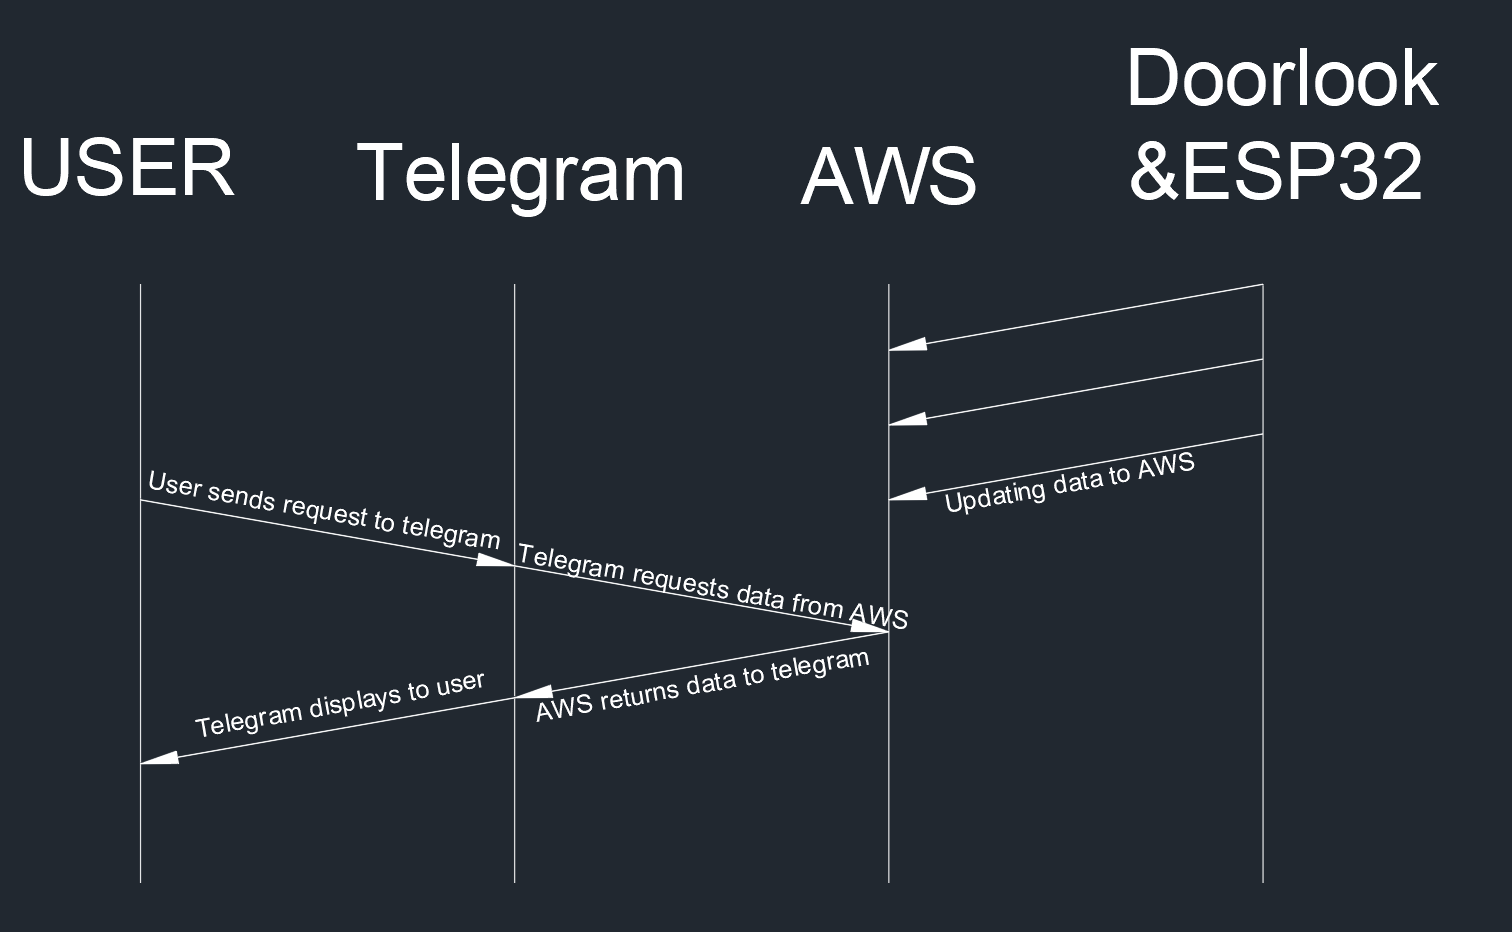 USER
Telegram
AWS
Doorlook
&ESP32
User sends request to telegram
Telegram requests data from AWS
Updating data to AWS
AWS returns data to telegram
Telegram displays to user